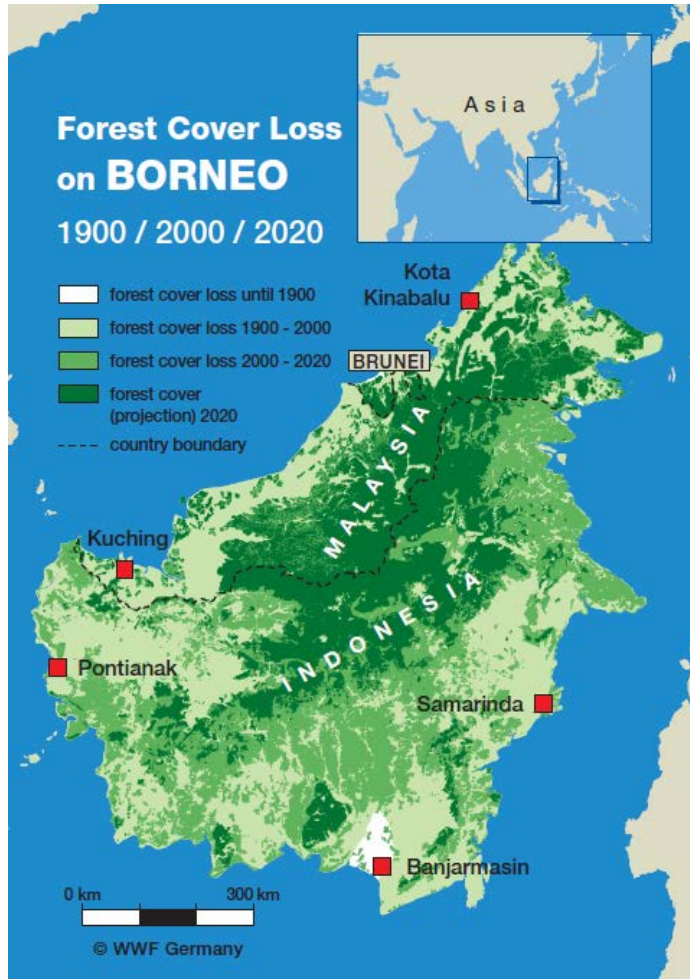 Asia
Forest Cover Loss
on BORNEO
1900 / 2000 / 2020
forest cover loss until 1900
forest cover loss 1900 - 2000
forest cover loss 2000 - 2020
forest cover
(projection) 2020
country boundary
Kota
Kinabalu
BRUNEI
MALAYSIA
Kuching
INDONESIA
Pontianak
Samarinda
Banjarmasin
0 km 300 km
© WWF Germany